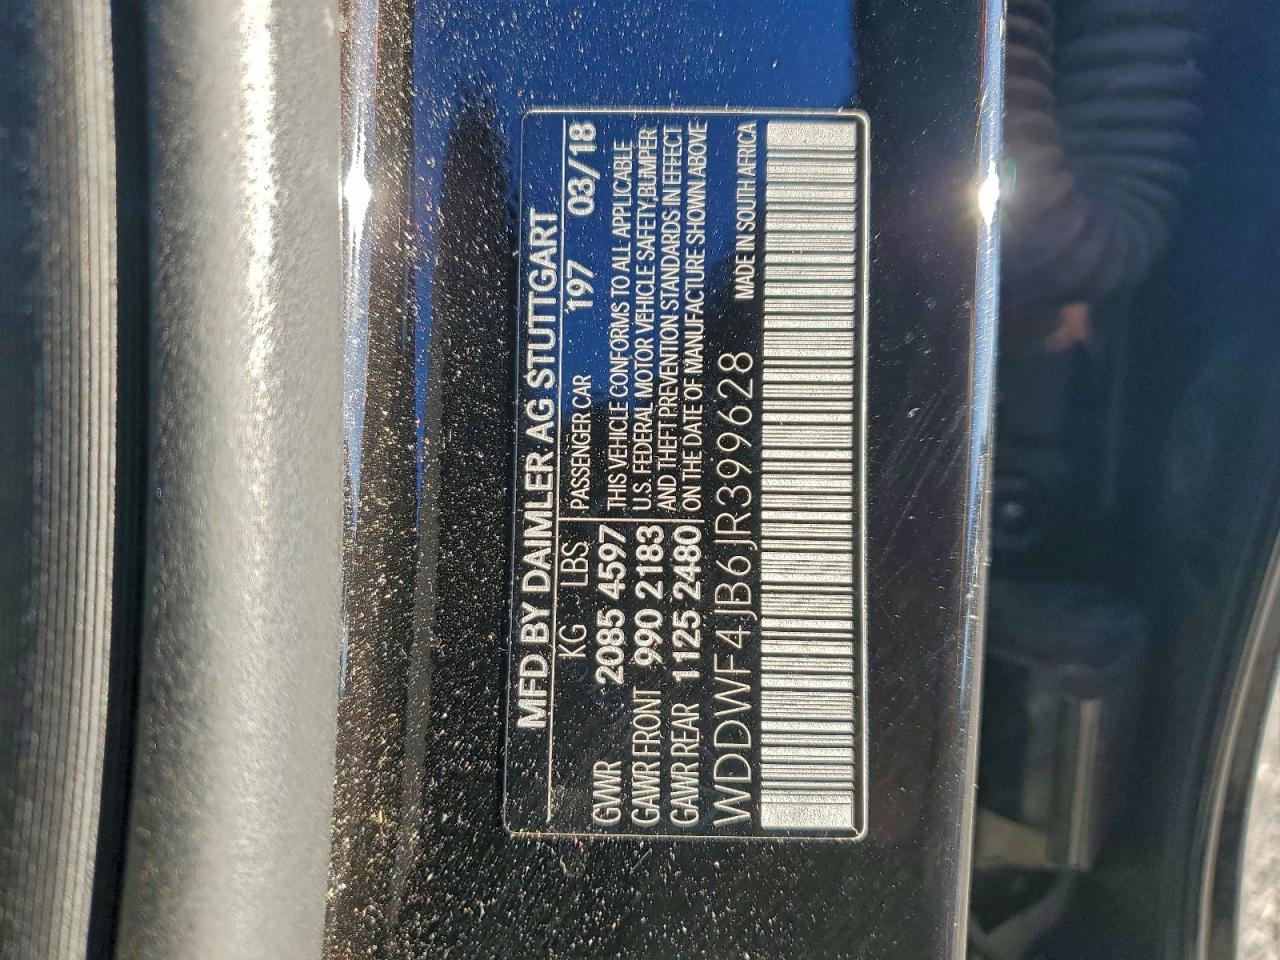 MFD BY DAIMLER AG STUTTGART
KG LBS PASSENGER CAR 197 03/18
GVWR 2085 4597 THIS VEHICLE CONFORMS TO ALL APPLICABLE
U.S. FEDERAL MOTOR VEHICLE SAFETY,BUMPER
GAWR FRONT 990 2183 AND THEFT PREVENTION STANDARDS IN EFFECT
GAWR REAR 1125 2480 ON THE DATE OF MANUFACTURE SHOWN ABOVE
WDDWF4JB6JR399628 MADE IN SOUTH AFRICA